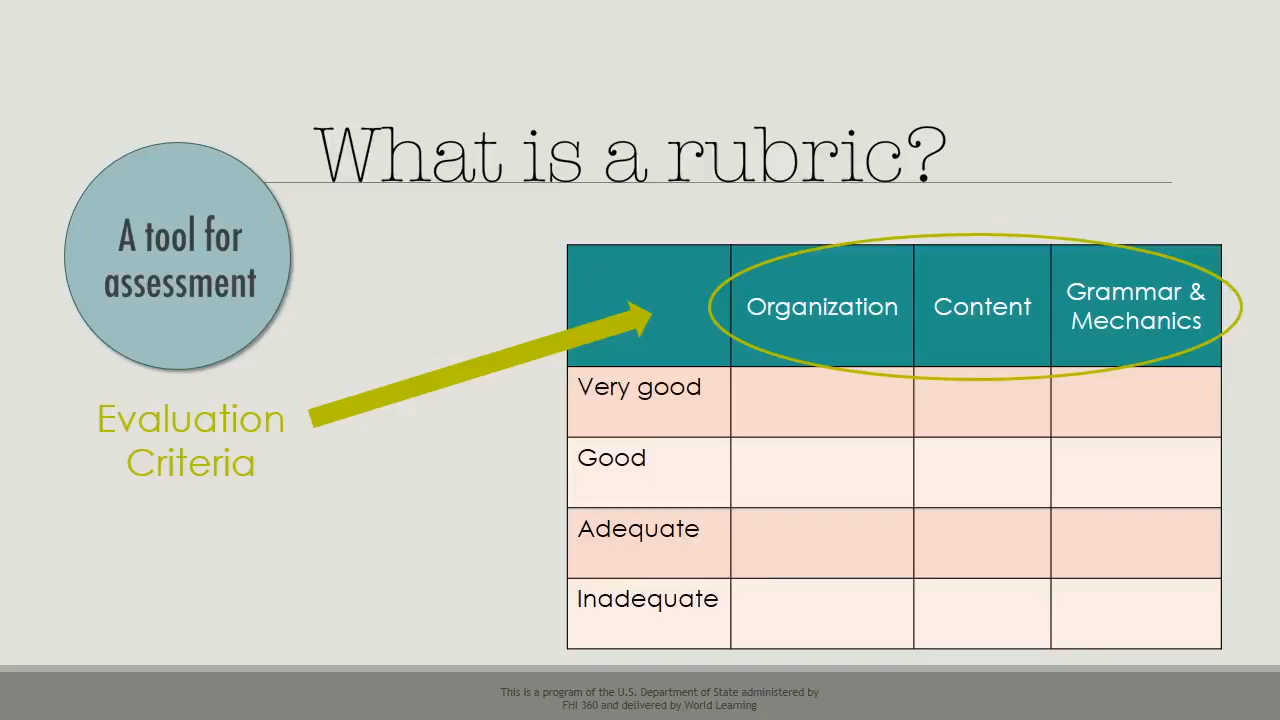 What is a rubric?
A tool for
assessment
Evaluation
Criteria
Organization
Content
Grammar &
Mechanics
Very good
Good
Adequate
Inadequate
This is a program of the U.S. Department of State administered by
FHI 360 and delivered by World Learning